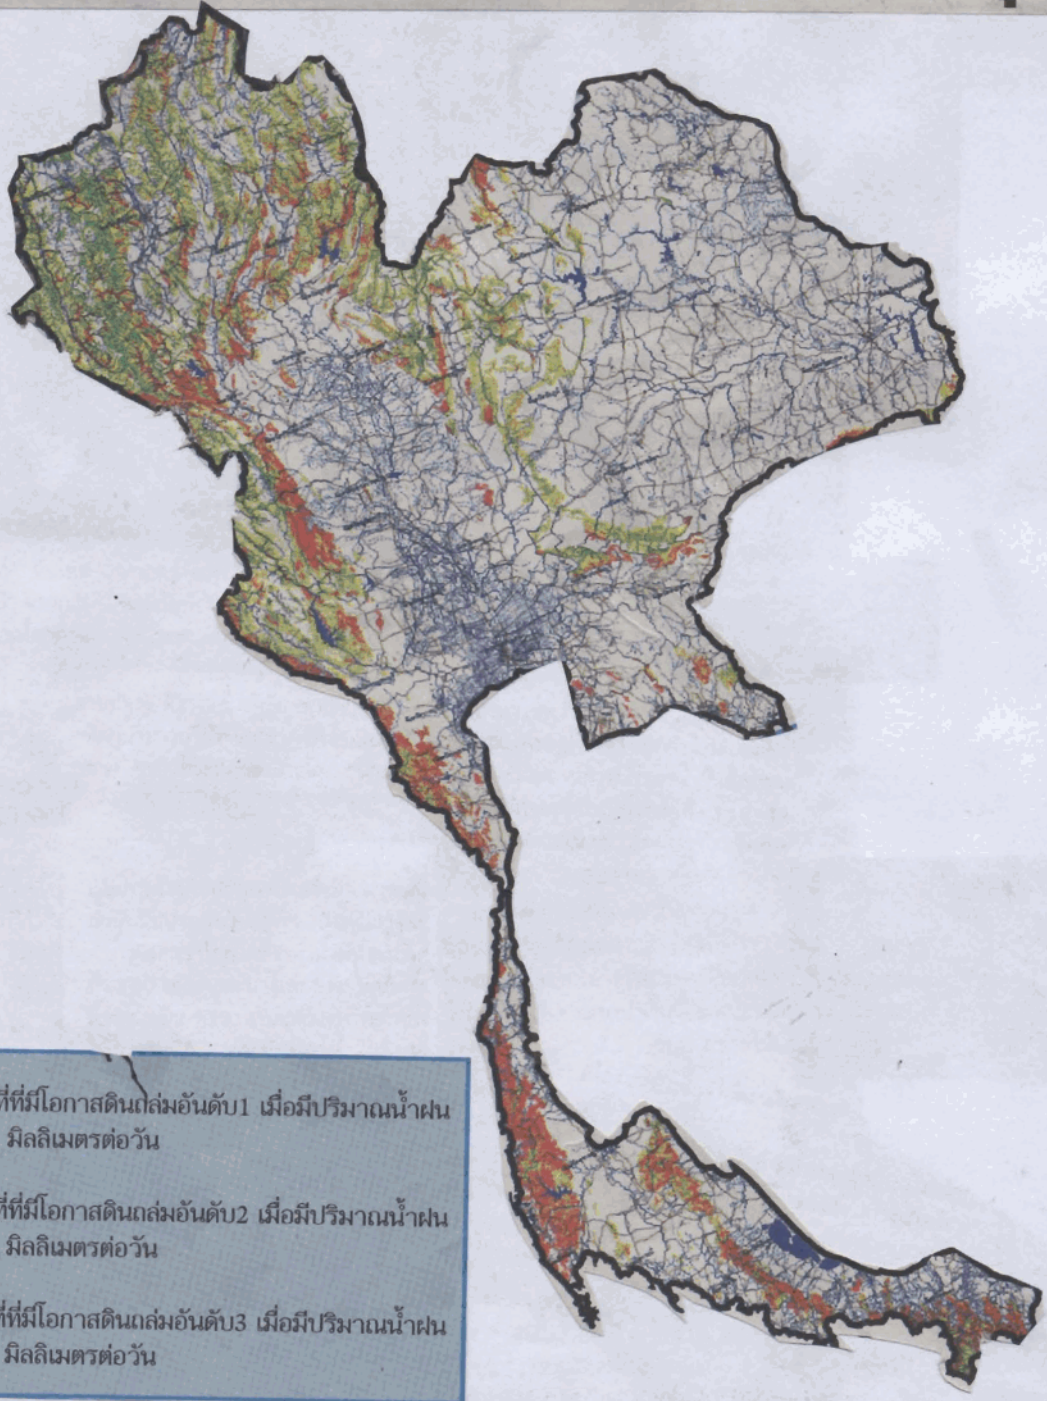 ที่ที่มีโอกาสดินถล่มอันดับ1 เมื่อมีปริมาณน้ำฝน
มิลลิเมตรต่อวัน
ที่ที่มีโอกาสดินถล่มอันดับ2 เมื่อมีปริมาณน้ำฝน
มิลลิเมตรต่อวัน
ที่ที่มีโอกาสดินถล่มอันดับ3 เมื่อมีปริมาณน้ำฝน
มิลลิเมตรต่อวัน